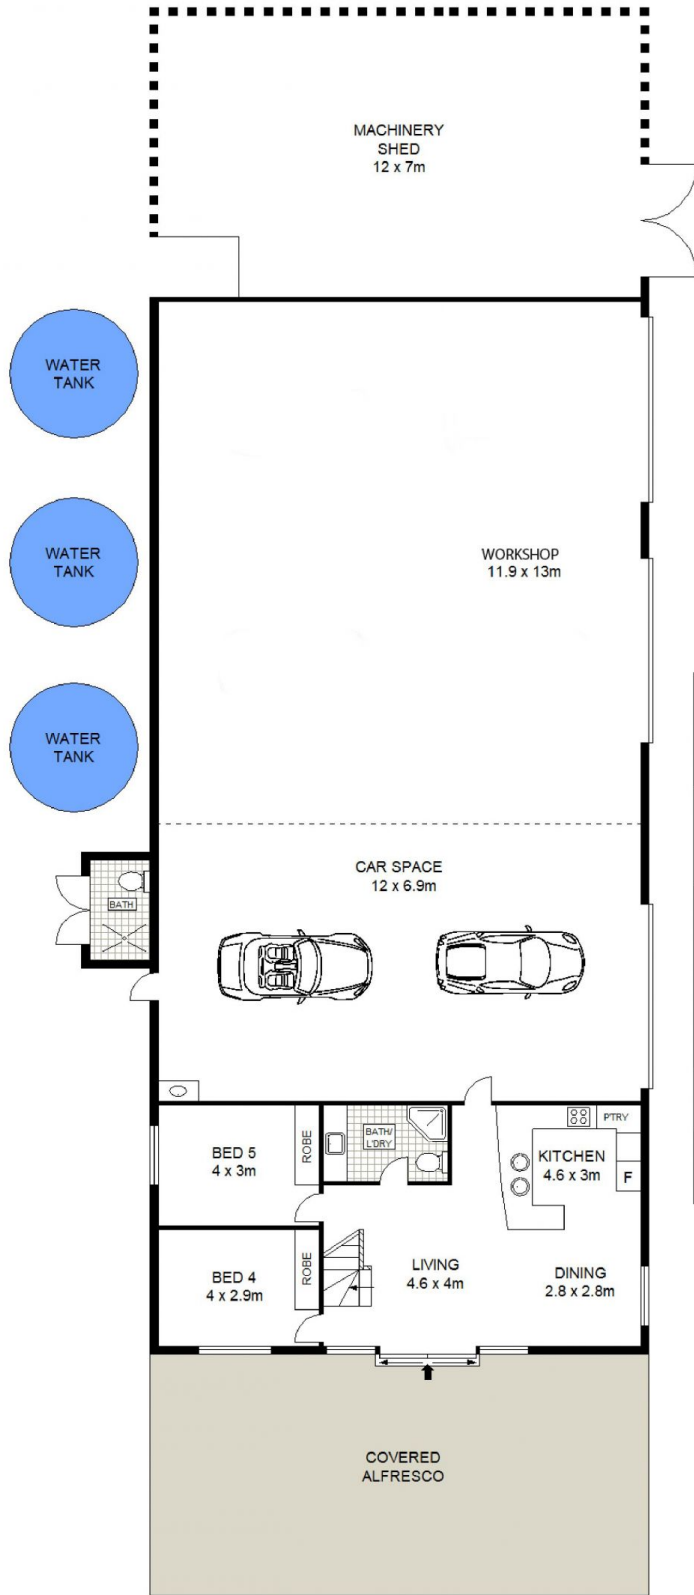 MACHINERY
SHED
12 x 7m
WATER
TANK
WATER
TANK
WORKSHOP
11.9 x 13m
WATER
TANK
CAR SPACE
12 x 6.9m
BATH
BED 5
4 x 3m
ROBE
BATH/
L'DRY
P'TRY
KITCHEN
4.6 x 3m
F
BED 4
4 x 2.9m
ROBE
LIVING
4.6 x 4m
DINING
2.8 x 2.8m
COVERED
ALFRESCO